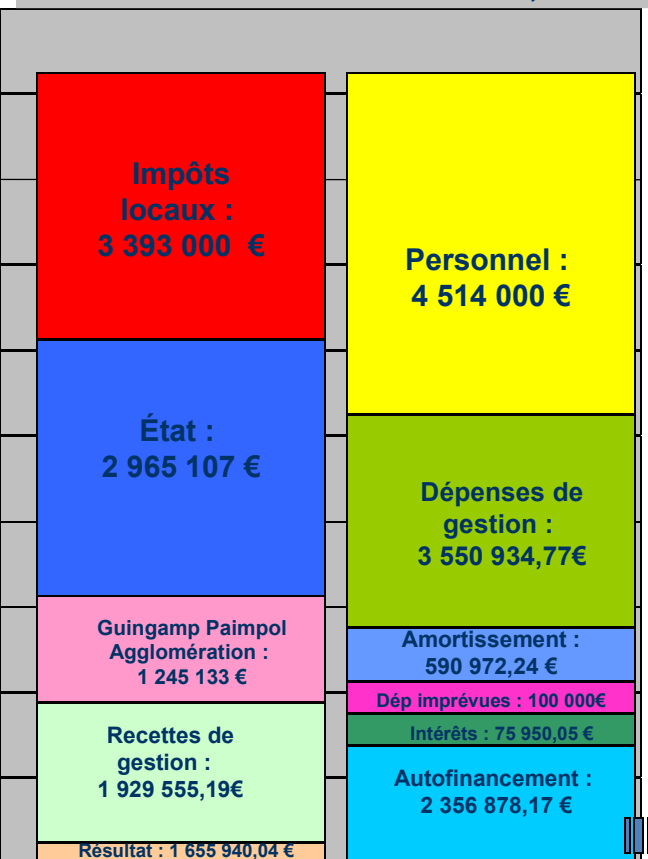 Impôts
locaux :
3 393 000 €
État :
2 965 107 €
Guingamp Paimpol
Agglomération :
1 245 133 €
Recettes de
gestion :
1 929 555,19€
Résultat : 1 655 940,04 €
Personnel :
4 514 000 €
Dépenses de
gestion :
3 550 934,77€
Amortissement :
590 972,24 €
Dép imprévues : 100 000€
Intérêts : 75 950,05 €
Autofinancement :
2 356 878,17 €